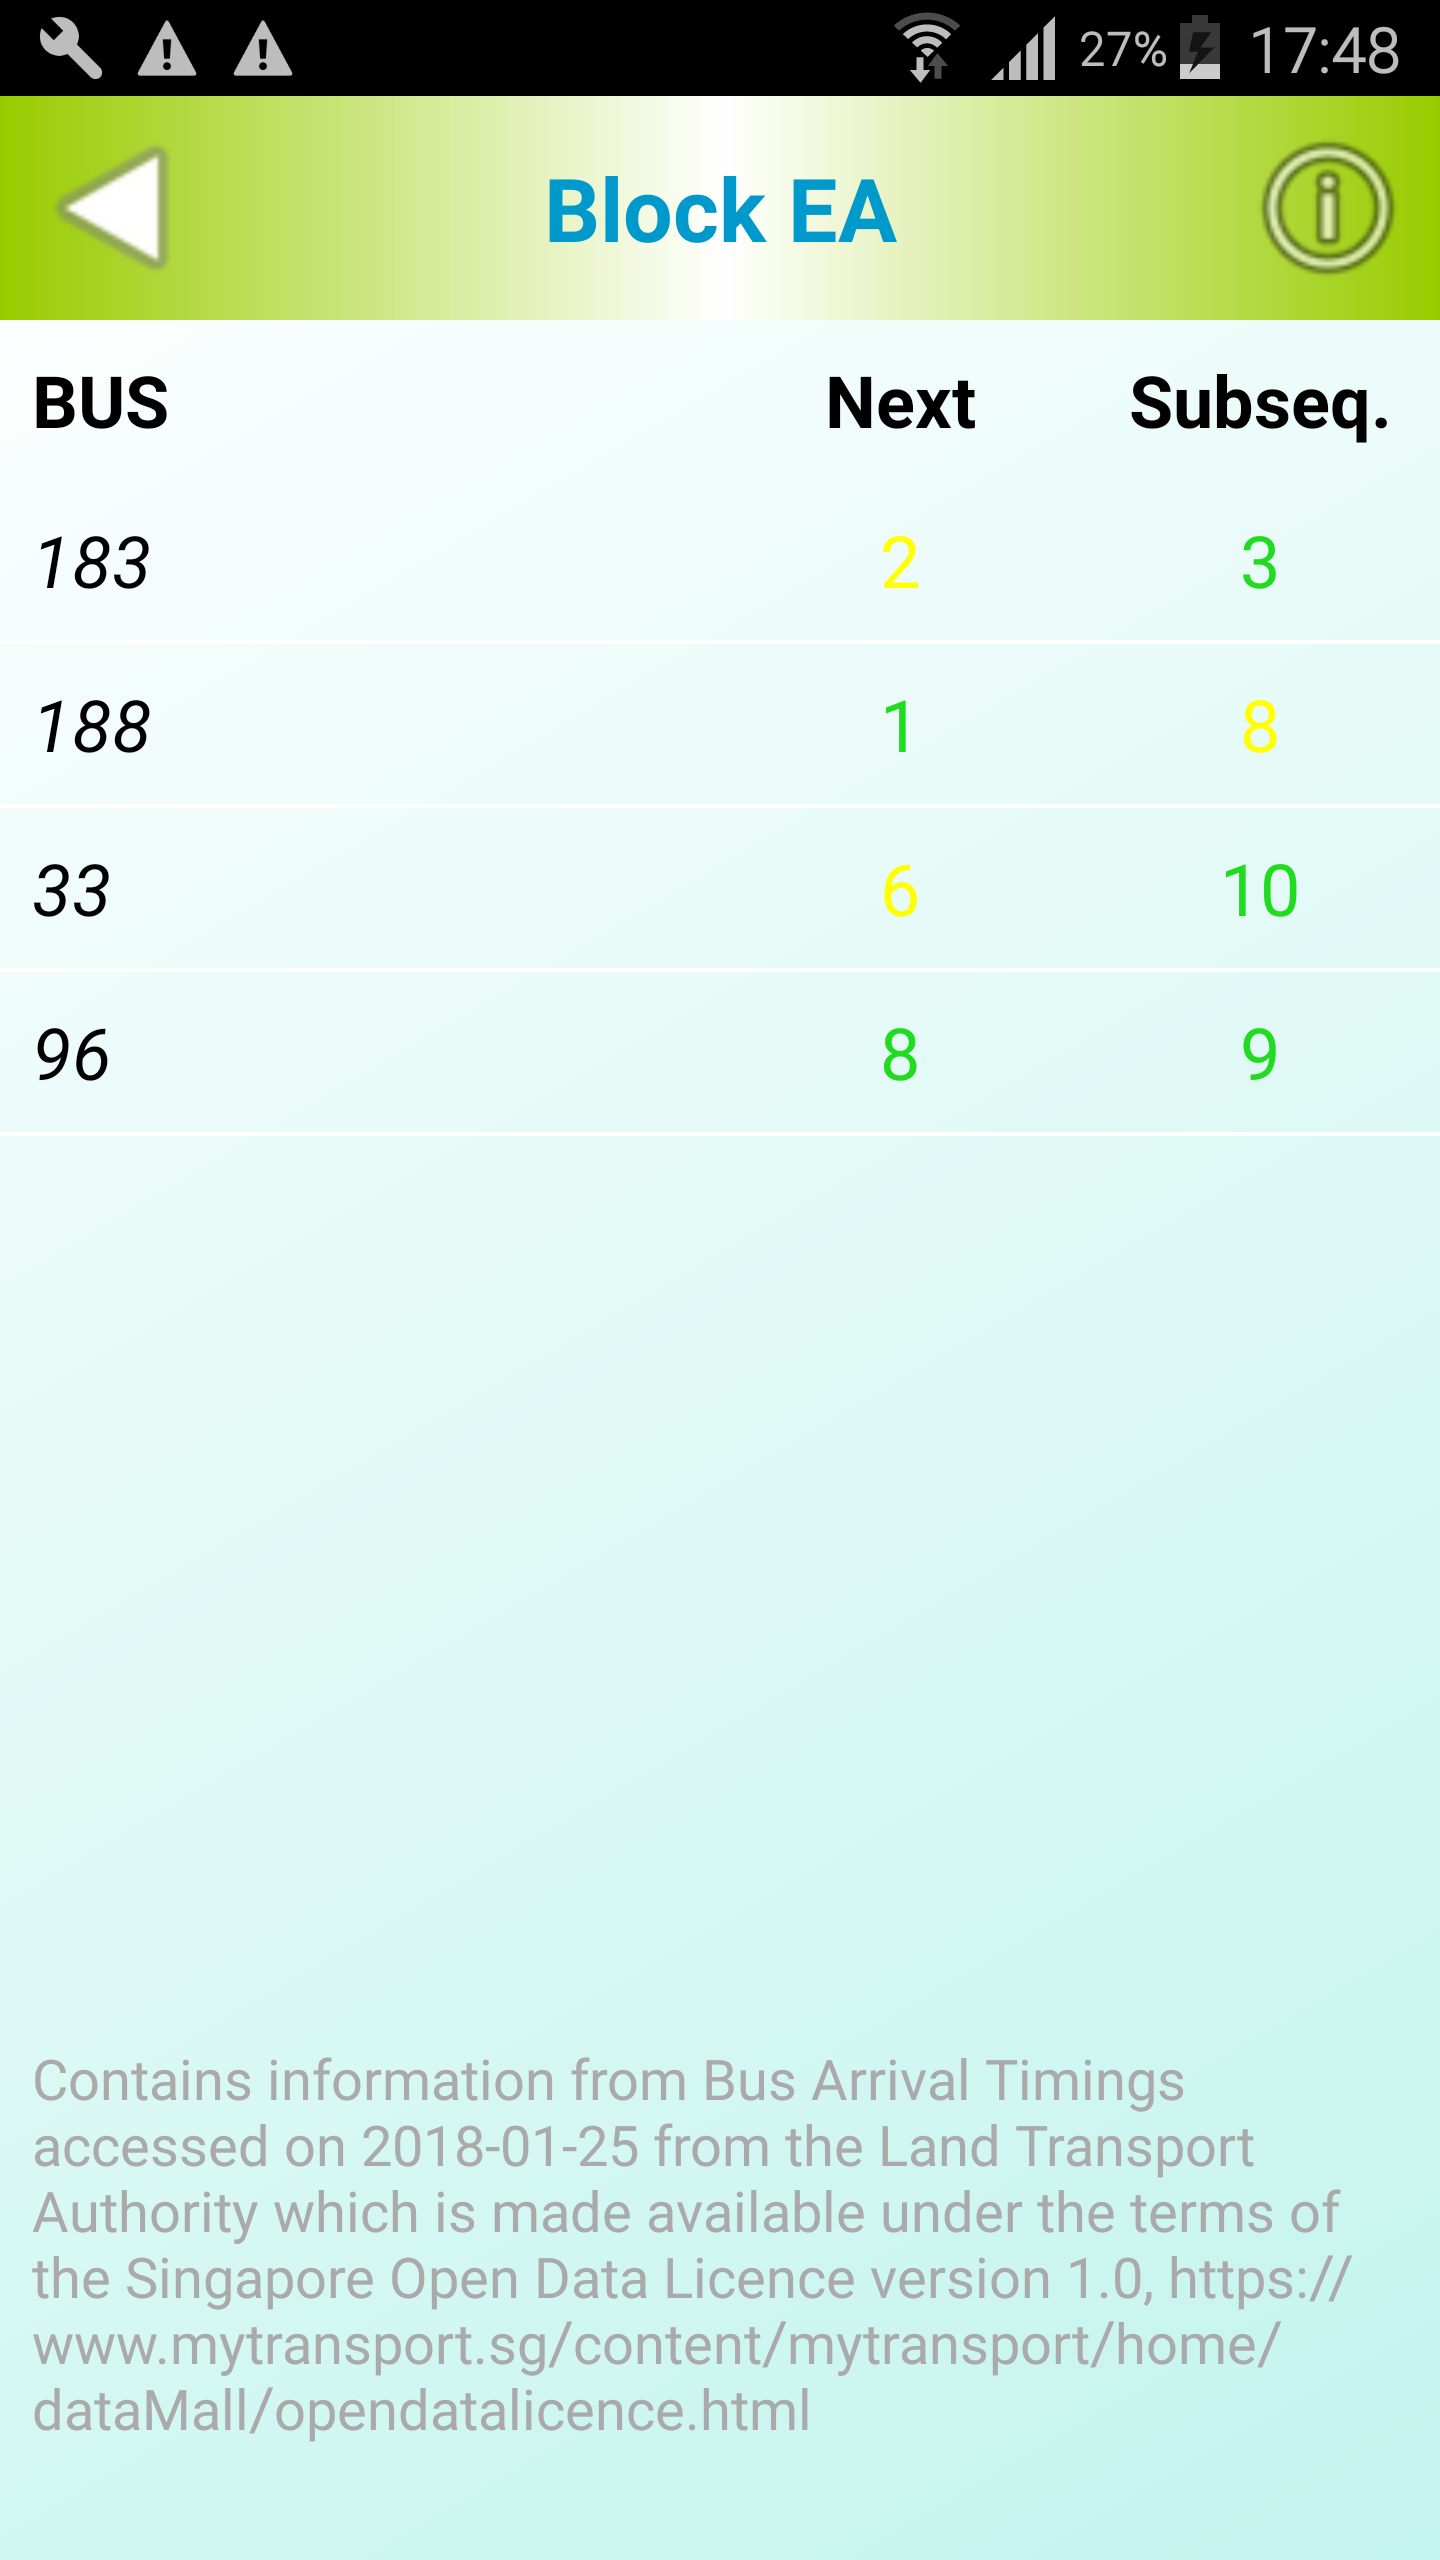 27% 17:48
Block EA
BUS Next Subseq.
183 2 3
188 1 8
33 6 10
96 8 9
Contains information from Bus Arrival Timings
accessed on 2018-01-25 from the Land Transport
Authority which is made available under the terms of
the Singapore Open Data Licence version 1.0, https://
www.mytransport.sg/content/mytransport/home/
dataMall/opendatalicence.html